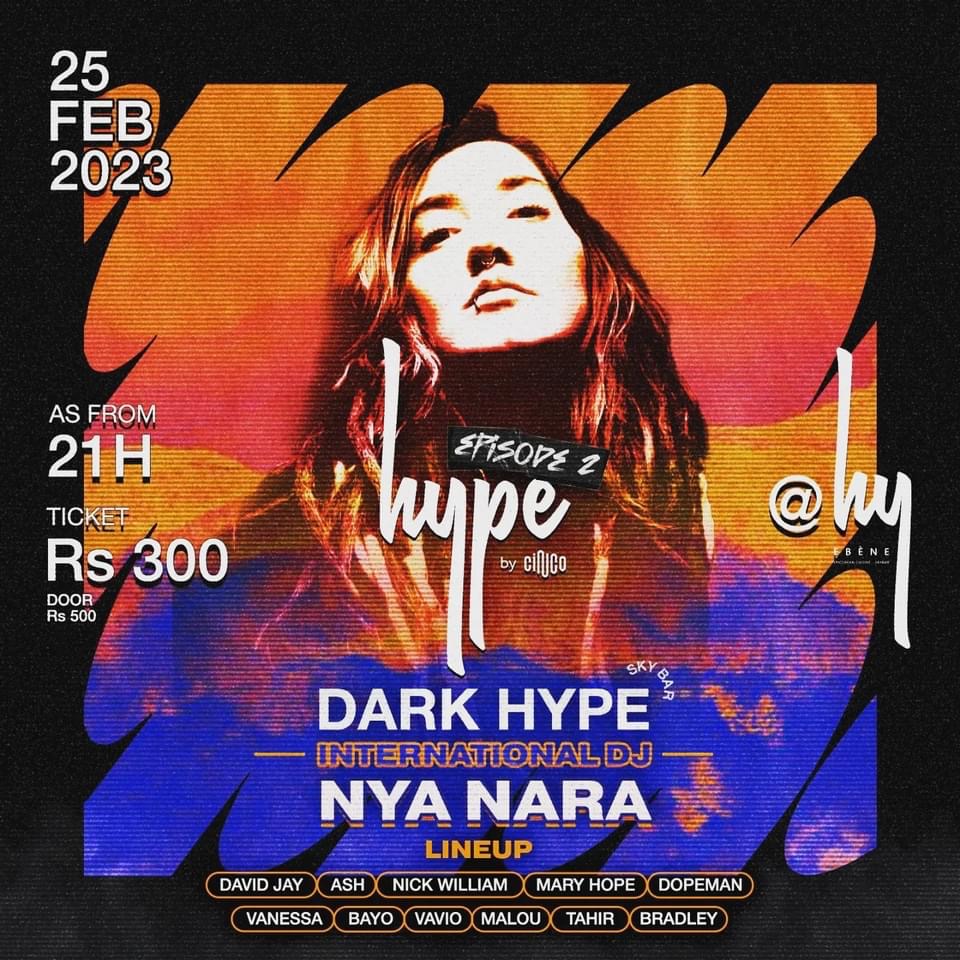 25
FEB
2023
AS FROM
21H
TICKET
Rs 300
DOOR
Rs 500
EPISODE 2
hype
by CINCO
@hy
EBÈNE
SKY BAR
DARK HYPE
INTERNATIONAL DJ
NYA NARA
LINEUP
DAVID JAY ASH NICK WILLIAM MARY HOPE DOPEMAN
VANESSA BAYO VAVIO MALOU TAHIR BRADLEY